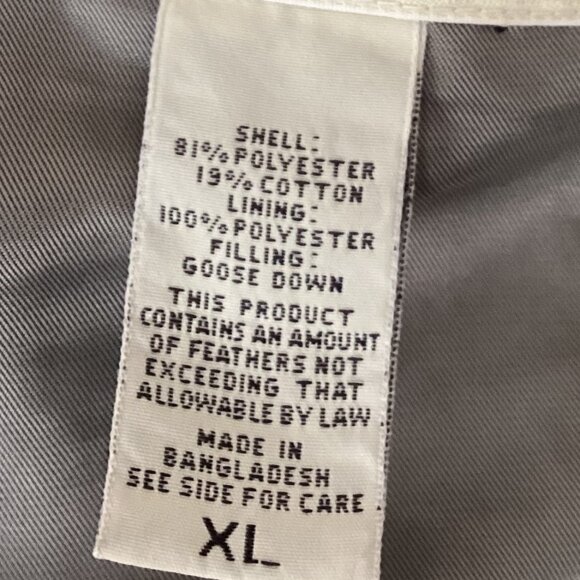 SHELL:
81% POLYESTER
19% COTTON
LINING:
100% POLYESTER
FILLING:
GOOSE DOWN
THIS PRODUCT
CONTAINS AN AMOUNT
OF FEATHERS NOT
EXCEEDING THAT
ALLOWABLE BY LAW
MADE IN
BANGLADESH
SEE SIDE FOR CARE
XL